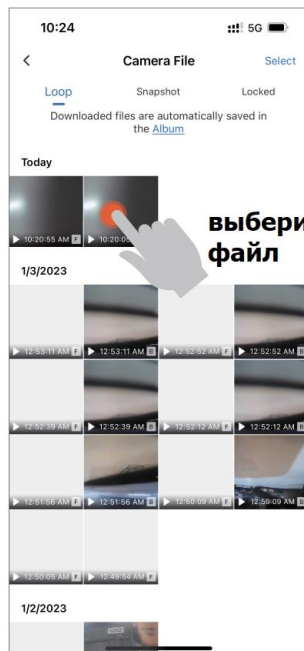 10:24
5G
Camera File
Select
Loop
Snapshot
Locked
Downloaded files are automatically saved in
the Album
Today
10:20:55 AM F
10:20:0
выбери
файл
1/3/2023
12:53:11 AM F
12:53:11 AM B
12:52:52 AM F
12:52:52 AM B
12:52:39 AM F
12:52:39 AM B
12:52:12 AM F
12:52:12 AM B
12:51:56 AM F
12:51:56 AM B
12:50:09 AM F
12:50:09 AM B
12:50:05 AM F
12:49:54 AM F
1/2/2023